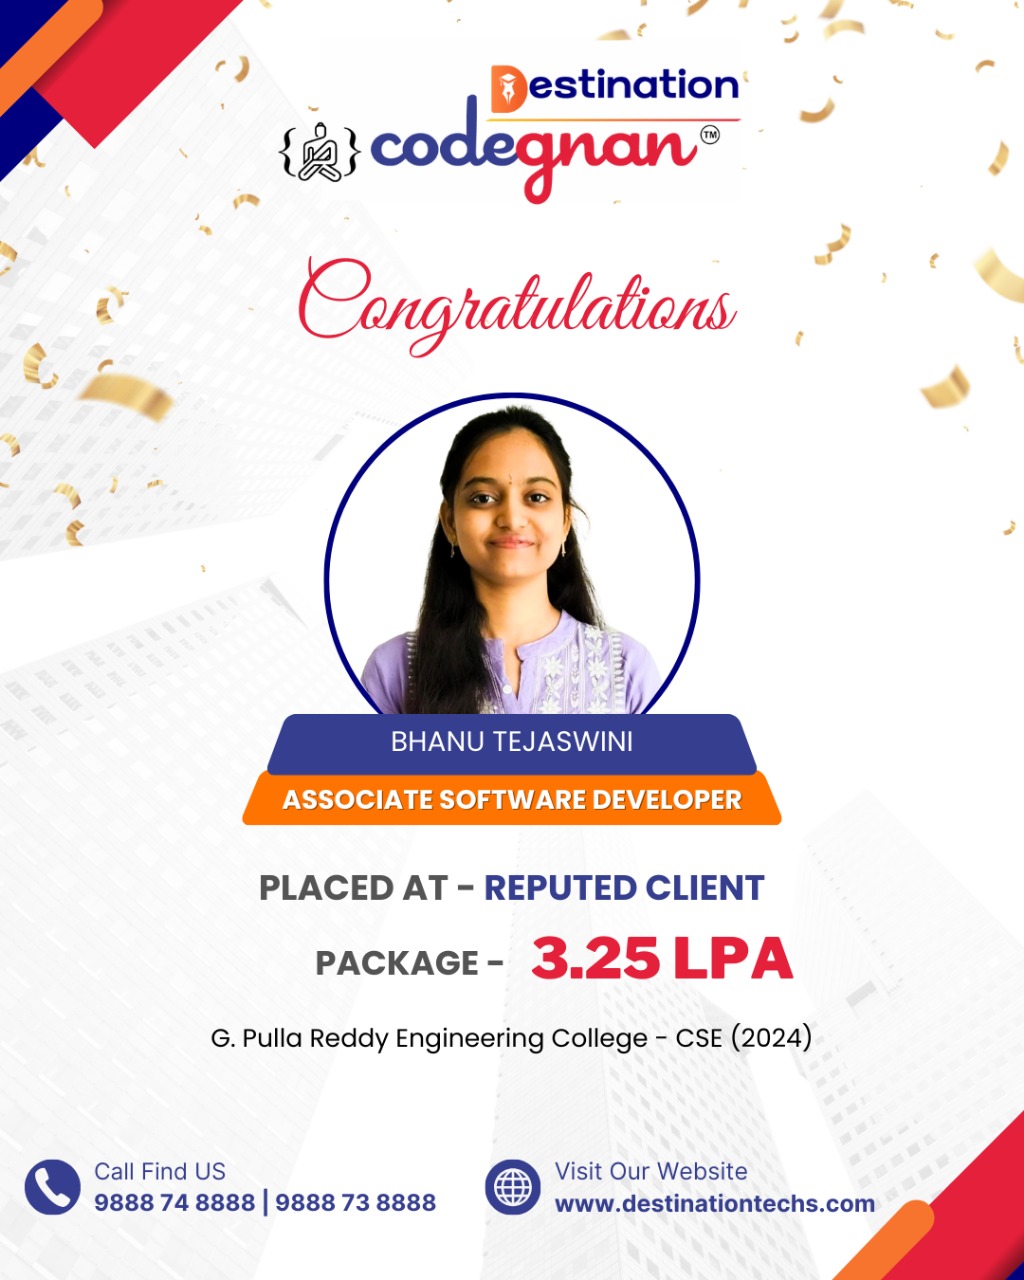 Destination
codegnan™
Congratulations
BHANU TEJASWINI
ASSOCIATE SOFTWARE DEVELOPER
PLACED AT - REPUTED CLIENT
PACKAGE - 3.25 LPA
G. Pulla Reddy Engineering College - CSE (2024)
Call Find US
9888 74 8888 | 9888 73 8888
Visit Our Website
www.destinationtechs.com